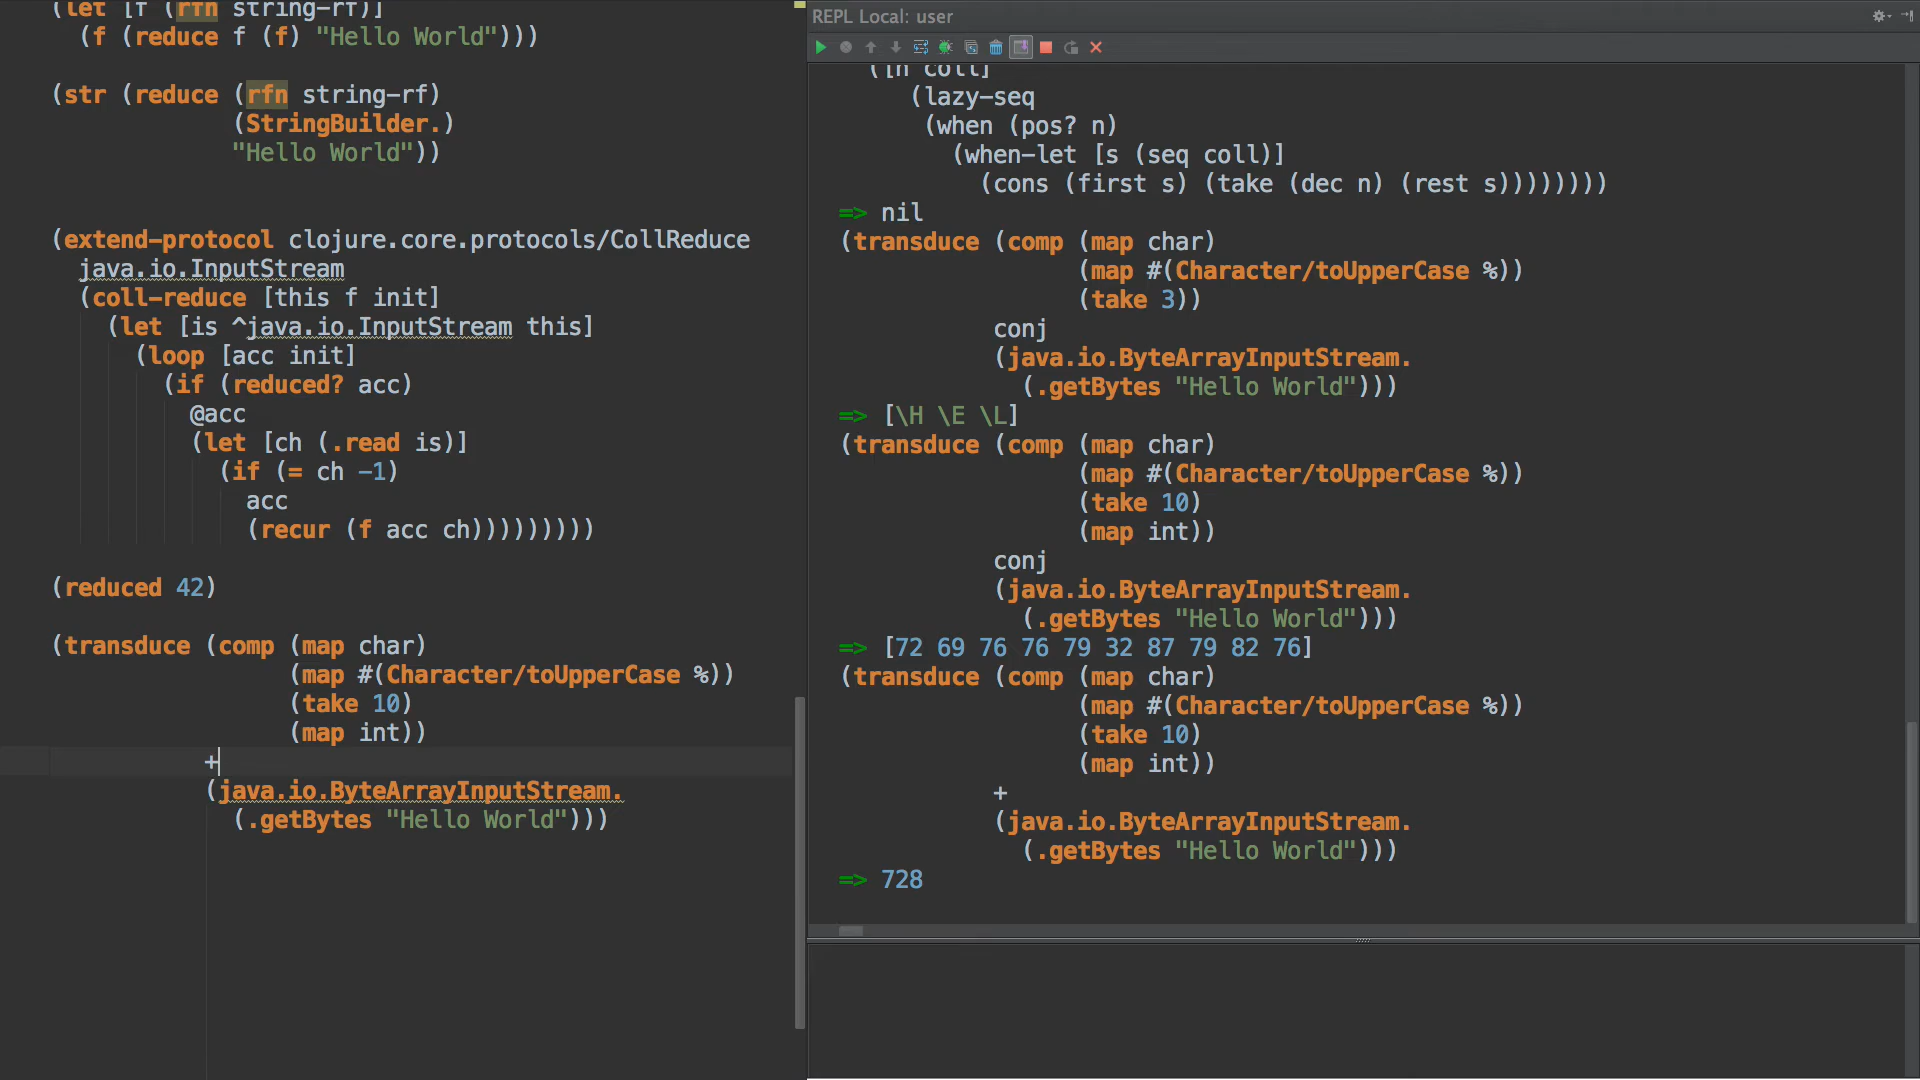 (let [f (rfn string-rf)]
(f (reduce f (f) "Hello World")))
(str (reduce (rfn string-rf)
(StringBuilder.)
"Hello World"))
(extend-protocol clojure.core.protocols/CollReduce
java.io.InputStream
(coll-reduce [this f init]
(let [is ^java.io.InputStream this]
(loop [acc init]
(if (reduced? acc)
@acc
(let [ch (.read is)]
(if (= ch -1)
acc
(recur (f acc ch)))))))))
(reduced 42)
(transduce (comp (map char)
(map #(Character/toUpperCase %))
(take 10)
(map int))
+
(java.io.ByteArrayInputStream.
(.getBytes "Hello World")))
REPL Local: user
([n coll]
(lazy-seq
(when (pos? n)
(when-let [s (seq coll)]
(cons (first s) (take (dec n) (rest s))))))))
=> nil
(transduce (comp (map char)
(map #(Character/toUpperCase %))
(take 3))
conj
(java.io.ByteArrayInputStream.
(.getBytes "Hello World")))
=> [\H \E \L]
(transduce (comp (map char)
(map #(Character/toUpperCase %))
(take 10)
(map int))
conj
(java.io.ByteArrayInputStream.
(.getBytes "Hello World")))
=> [72 69 76 76 79 32 87 79 82 76]
(transduce (comp (map char)
(map #(Character/toUpperCase %))
(take 10)
(map int))
+
(java.io.ByteArrayInputStream.
(.getBytes "Hello World")))
=> 728